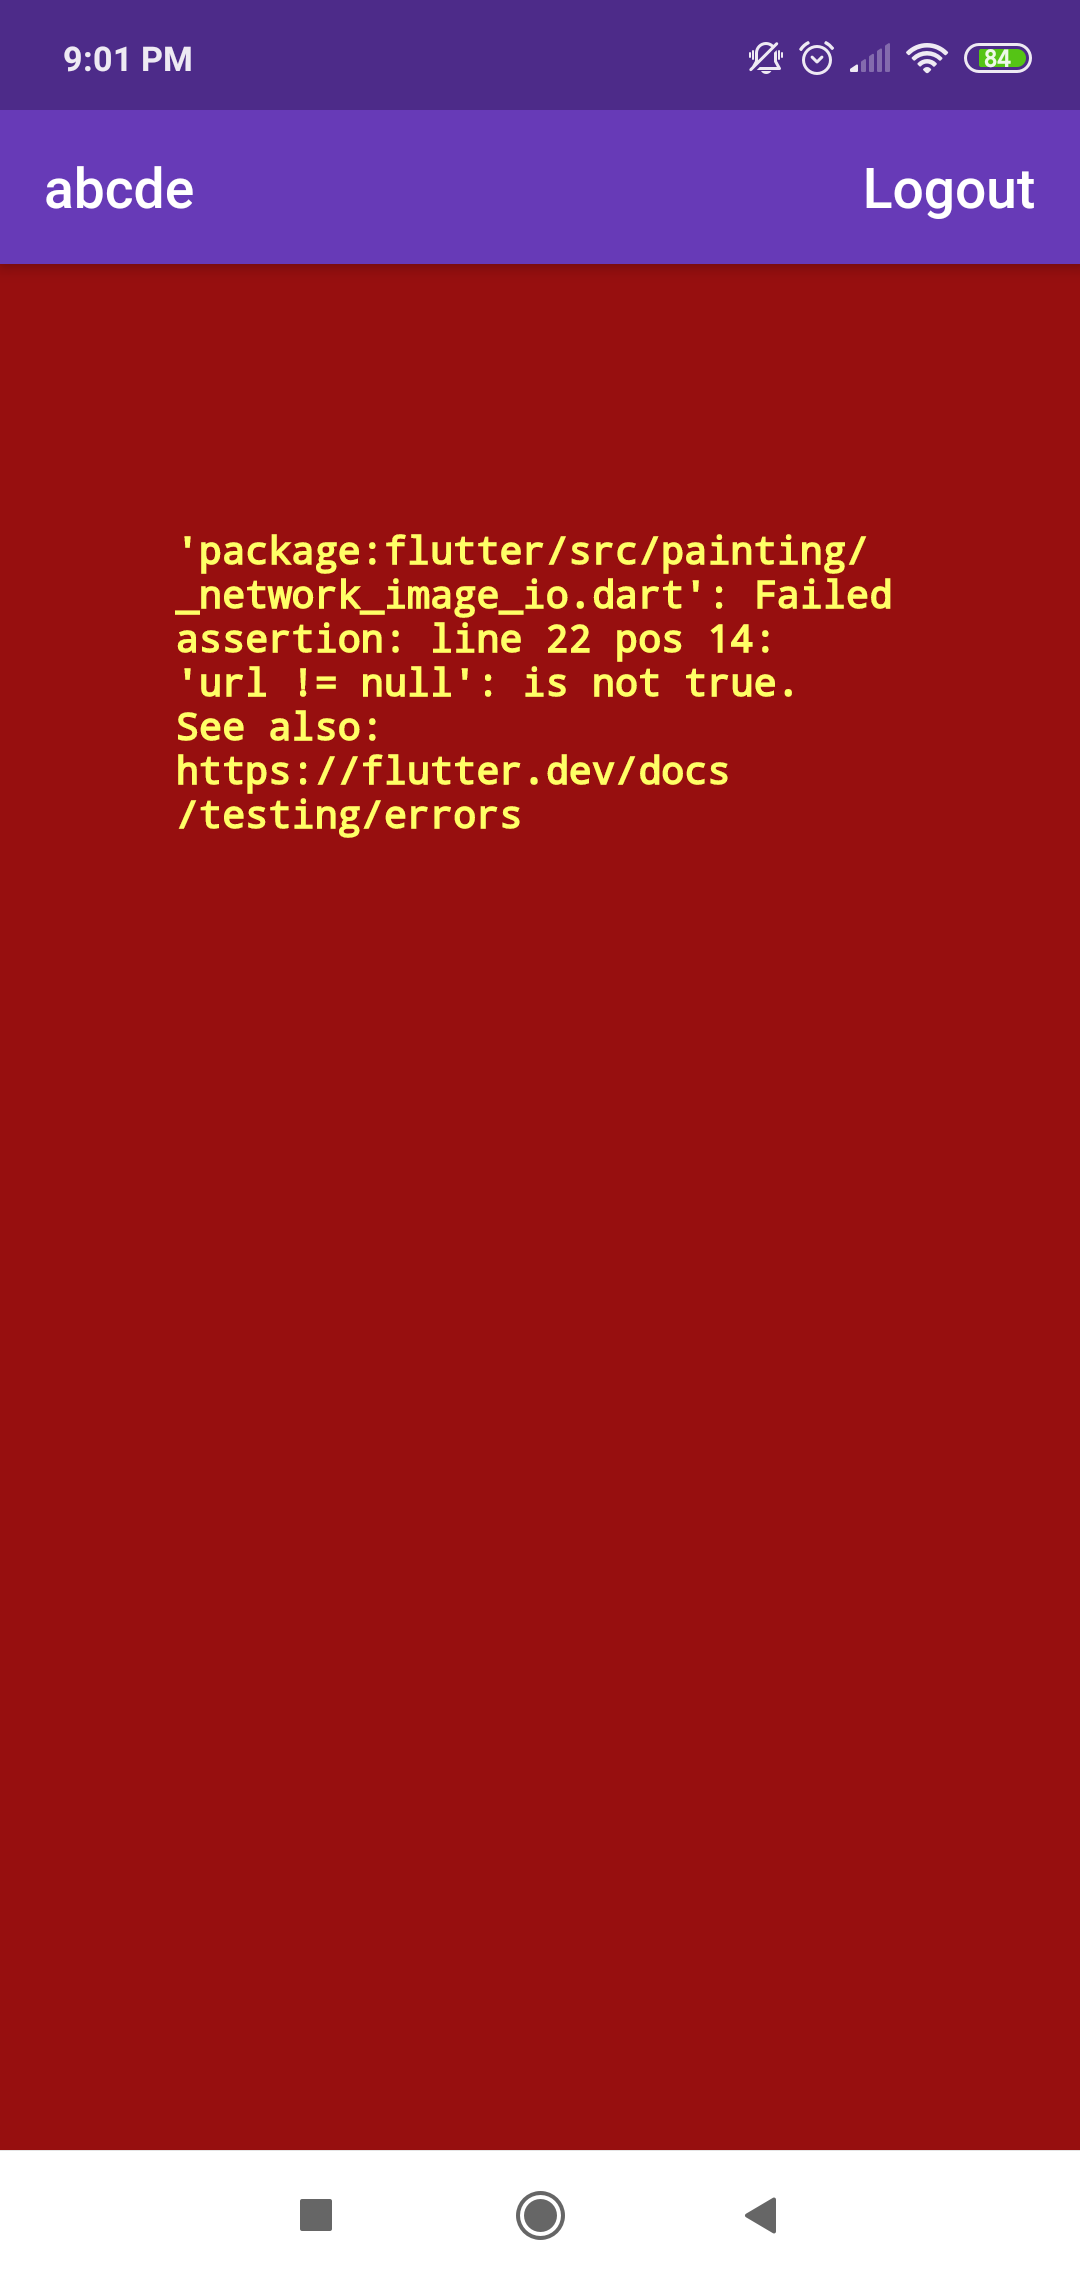 9:01 PM
84
abcde
Logout
'package:flutter/src/painting/
_network_image_io.dart': Failed
assertion: line 22 pos 14:
'url != null': is not true.
See also:
https://flutter.dev/docs
/testing/errors